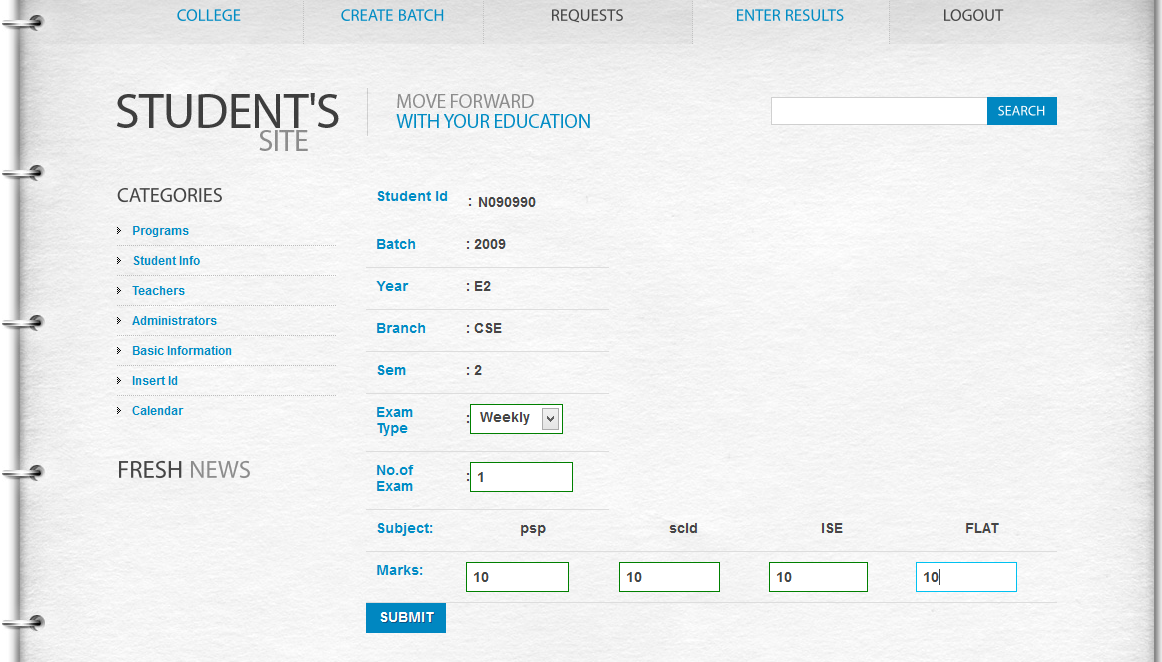 COLLEGE CREATE BATCH REQUESTS ENTER RESULTS LOGOUT
STUDENT'S
SITE
MOVE FORWARD
WITH YOUR EDUCATION
SEARCH
CATEGORIES
Programs
Student Info
Teachers
Administrators
Basic Information
Insert Id
Calendar
FRESH NEWS
Student Id : N090990
Batch : 2009
Year : E2
Branch : CSE
Sem : 2
Exam
Type : Weekly
No.of
Exam : 1
Subject: psp scld ISE FLAT
Marks: 10 10 10 10
SUBMIT